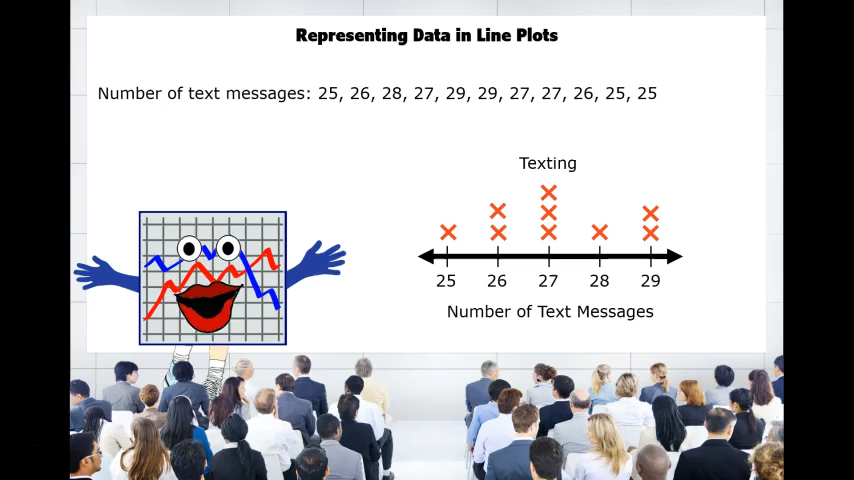 Representing Data in Line Plots
Number of text messages: 25, 26, 28, 27, 29, 29, 27, 27, 26, 25, 25
Texting
25 26 27 28 29
Number of Text Messages